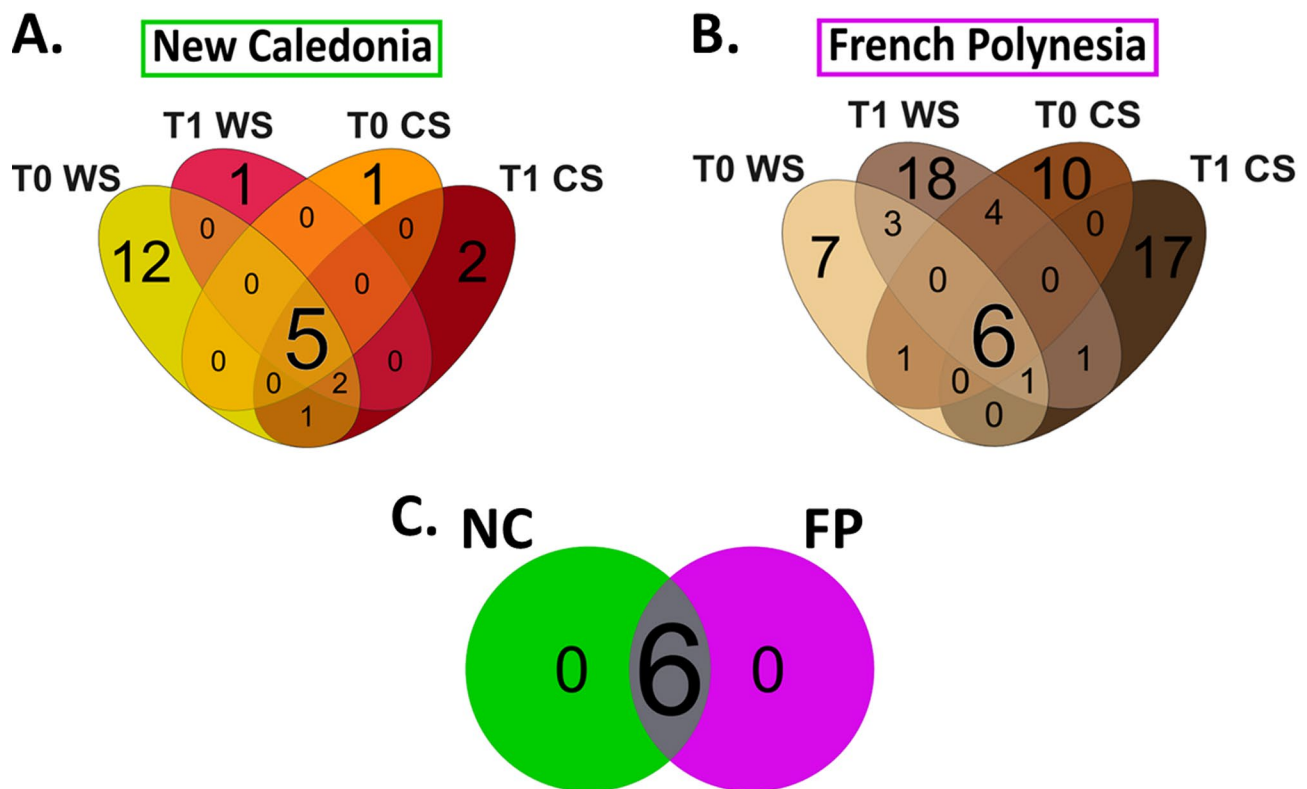 A. New Caledonia
T1 WS T0 CS
T0 WS T1 CS
1 1
0 0 0
12 2
0 0
5
0 0
0 2
1
B. French Polynesia
T1 WS T0 CS
T0 WS T1 CS
18 10
3 4 0
7 17
0 0
6
1 1
0 1
0
C. NC FP
0 6 0